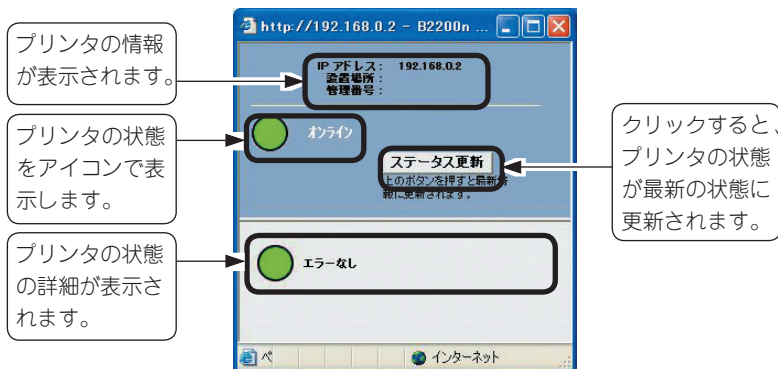 http://192.168.0.2 - B2200n ...
プリンタの情報
が表示されます。
IP アドレス： 192.168.0.2
設置場所：
管理番号：
プリンタの状態
をアイコンで表
示します。
オンライン
ステータス更新
上のボタンを押すと最新情
報に更新されます。
クリックすると、
プリンタの状態
が最新の状態に
更新されます。
プリンタの状態
の詳細が表示さ
れます。
エラーなし
ペ
インターネット